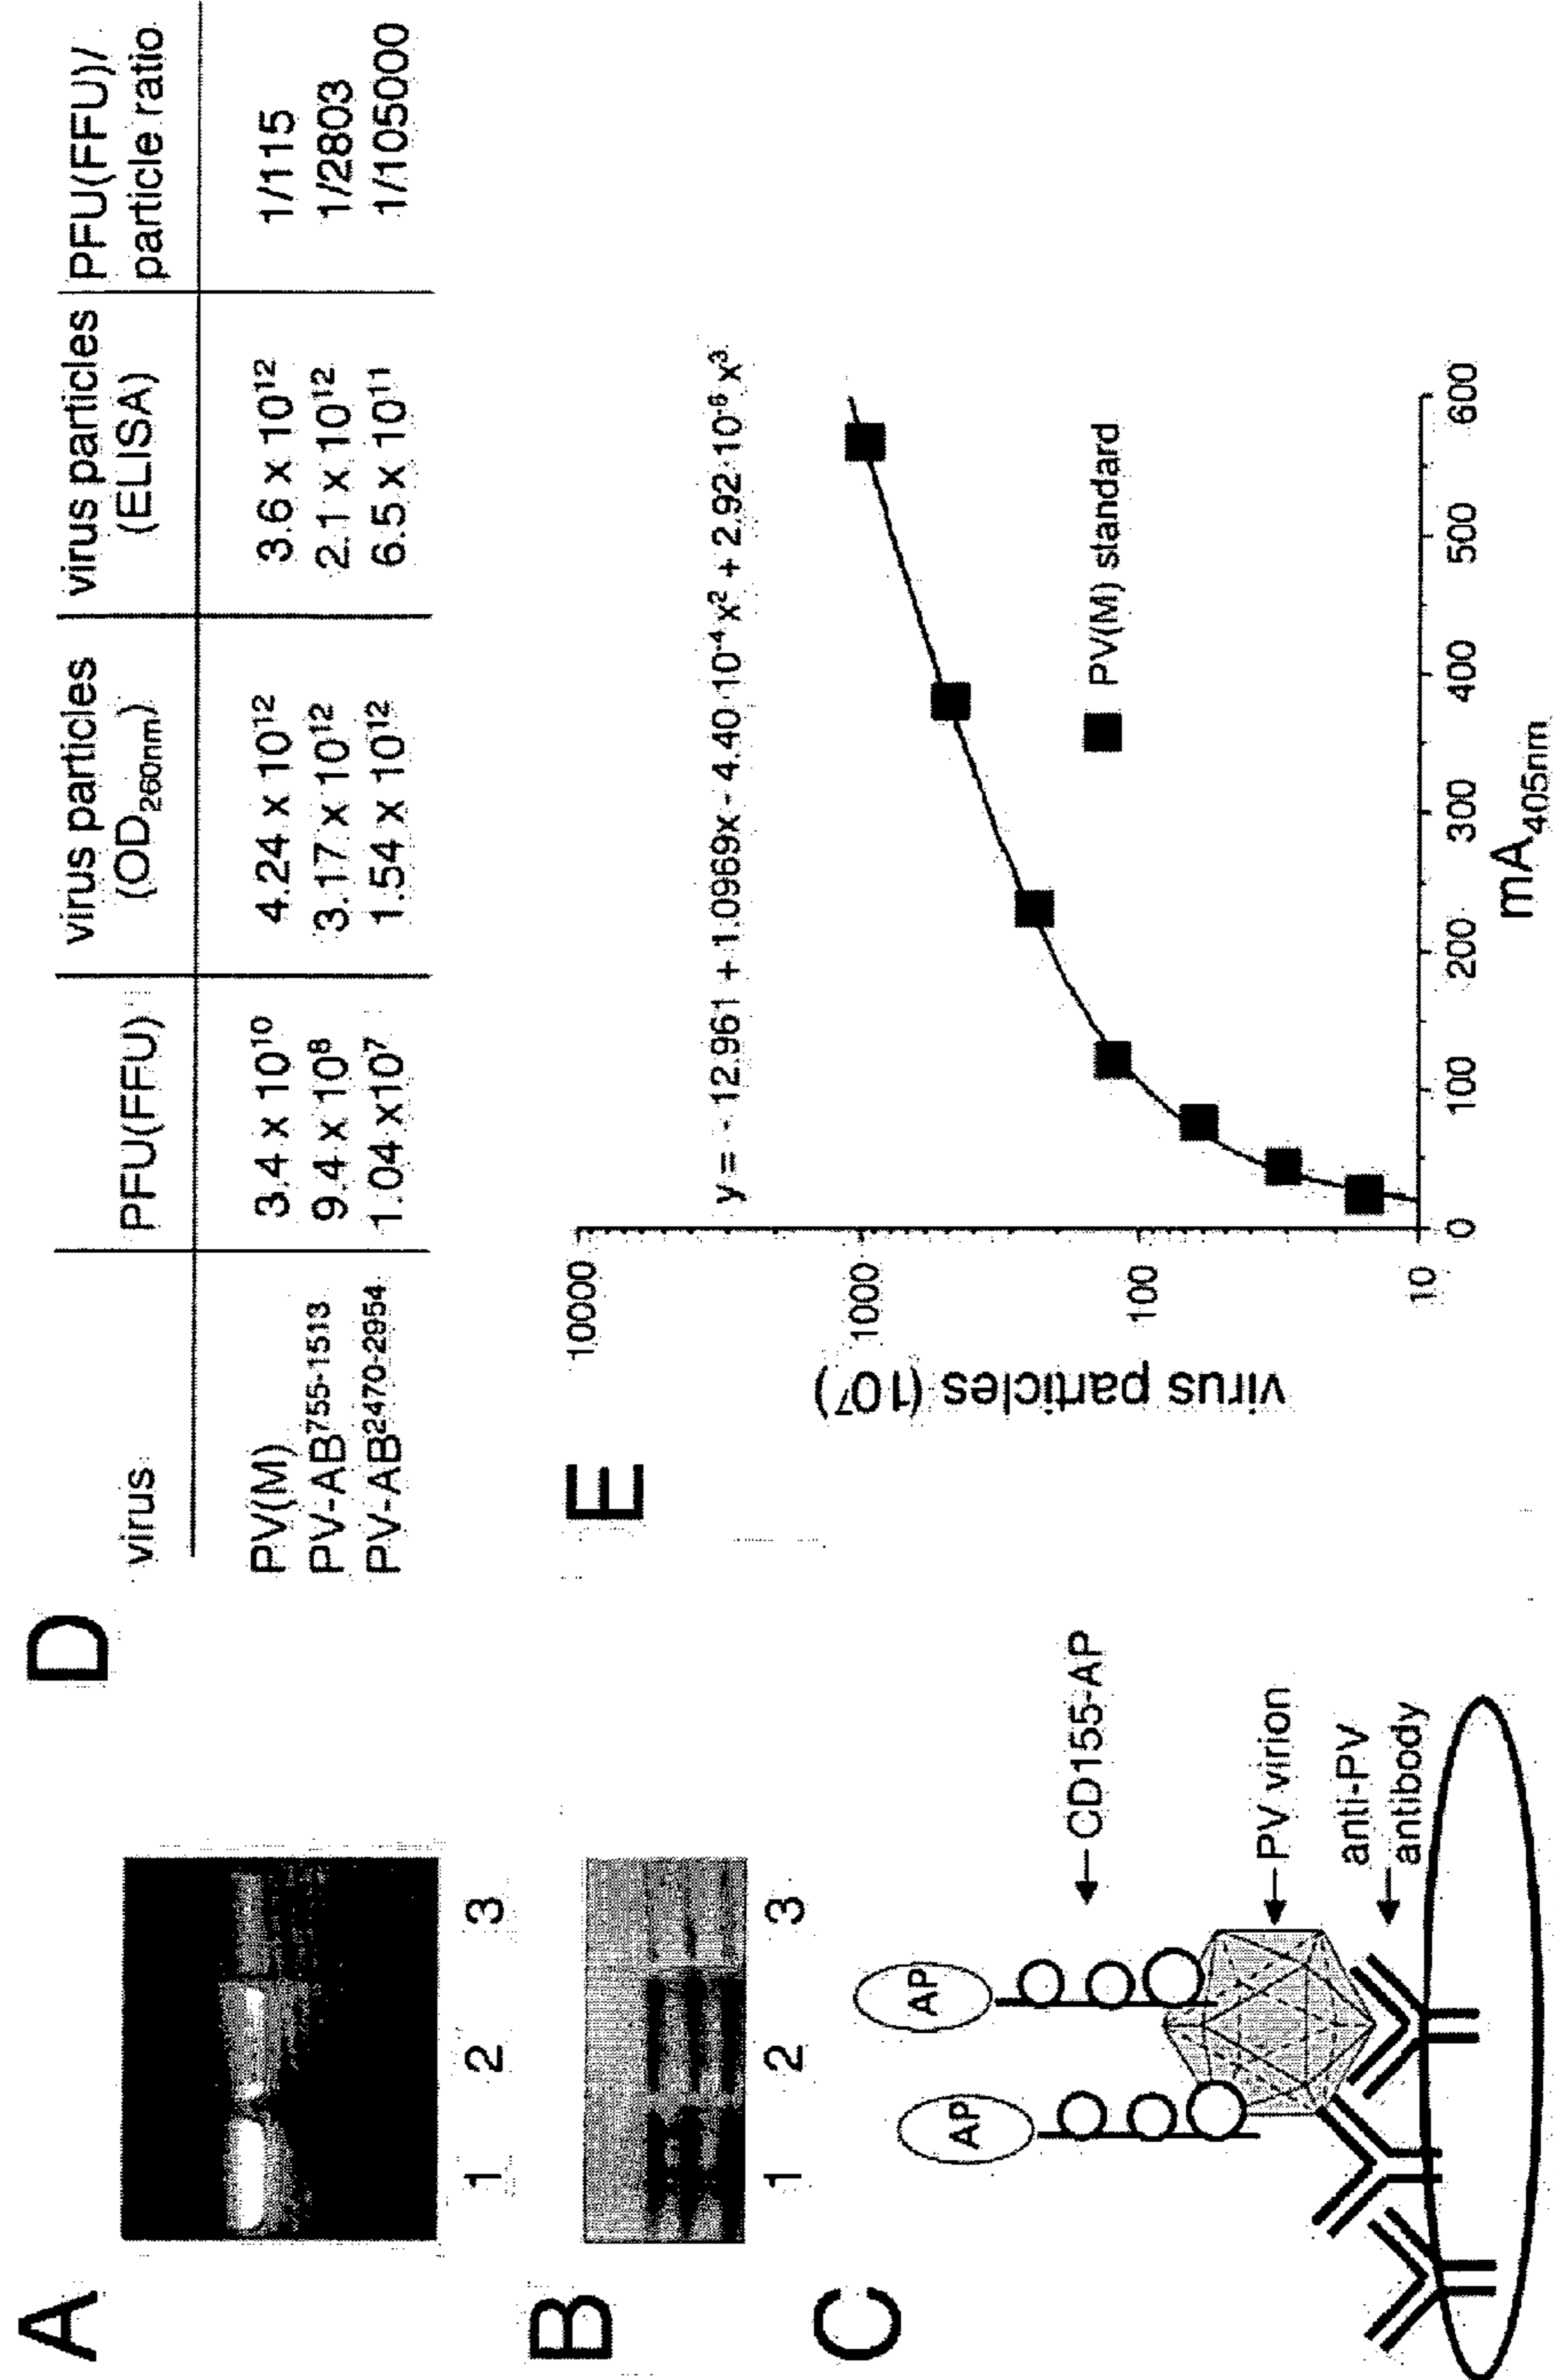 A
1 2 3
B
1 2 3
C
AP
AP
CD155-AP
PV virion
anti-PV
antibody
D
virus
PFU(FFU)
virus particles
(OD260nm)
virus particles
(ELISA)
PFU(FFU)/
particle ratio
PV(M) 3.4 x 10^10 4.24 x 10^12 3.6 x 10^12 1/115
PV-AB^755-1513 9.4 x 10^8 3.17 x 10^12 2.1 x 10^12 1/2803
PV-AB^2470-2954 1.04 x10^7 1.54 x 10^12 6.5 x 10^11 1/105000
E
y = - 12.961 + 1.0969x - 4.40·10^-4 x^2 + 2.92·10^-6 x^3
virus particles (10^7)
10000
1000
100
10
PV(M) standard
0 100 200 300 400 500 600
mA405nm